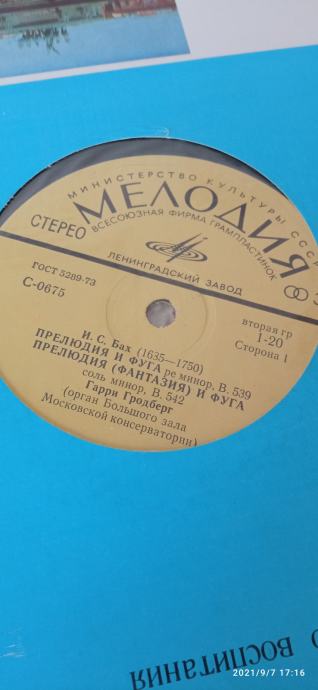 МИНИСТЕРСТВО КУЛЬТУРЫ СССР
МЕЛОДИЯ
ВСЕСОЮЗНАЯ ФИРМА ГРАМПЛАСТИНОК
СТЕРЕО
ЛЕНИНГРАДСКИЙ ЗАВОД
ГОСТ 5289-73
С-0675
вторая гр
1-20
Сторона 1
И. С. Бах (1635—1750)
ПРЕЛЮДИЯ И ФУГА ре минор, В. 539
ПРЕЛЮДИЯ (ФАНТАЗИЯ) И ФУГА
соль минор, В. 542
Гарри Гродберг
(орган Большого зала
Московской консерватории)
воспитания
2021/9/7 17:16